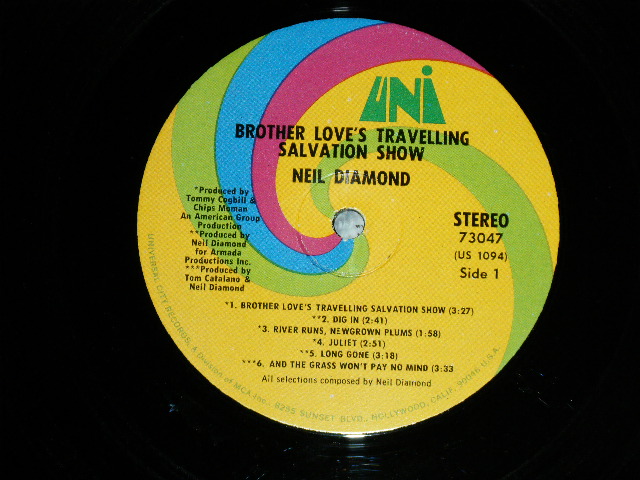 UNI
BROTHER LOVE'S TRAVELLING
SALVATION SHOW
NEIL DIAMOND
*Produced by
Tommy Cogbill &
Chips Moman
An American Group
Production
**Produced by
Neil Diamond
for Armada
Productions Inc.
***Produced by
Tom Catalano &
Neil Diamond
STEREO
73047
(US 1094)
Side 1
*1. BROTHER LOVE'S TRAVELLING SALVATION SHOW (3:27)
**2. DIG IN (2:41)
*3. RIVER RUNS, NEWGROWN PLUMS (1:58)
*4. JULIET (2:51)
**5. LONG GONE (3:18)
***6. AND THE GRASS WON'T PAY NO MIND (3:33
All selections composed by Neil Diamond
UNIVERSAL CITY RECORDS, A Division of MCA Inc., 8255 SUNSET BLVD., HOLLYWOOD, CALIF. 90046 U.S.A.